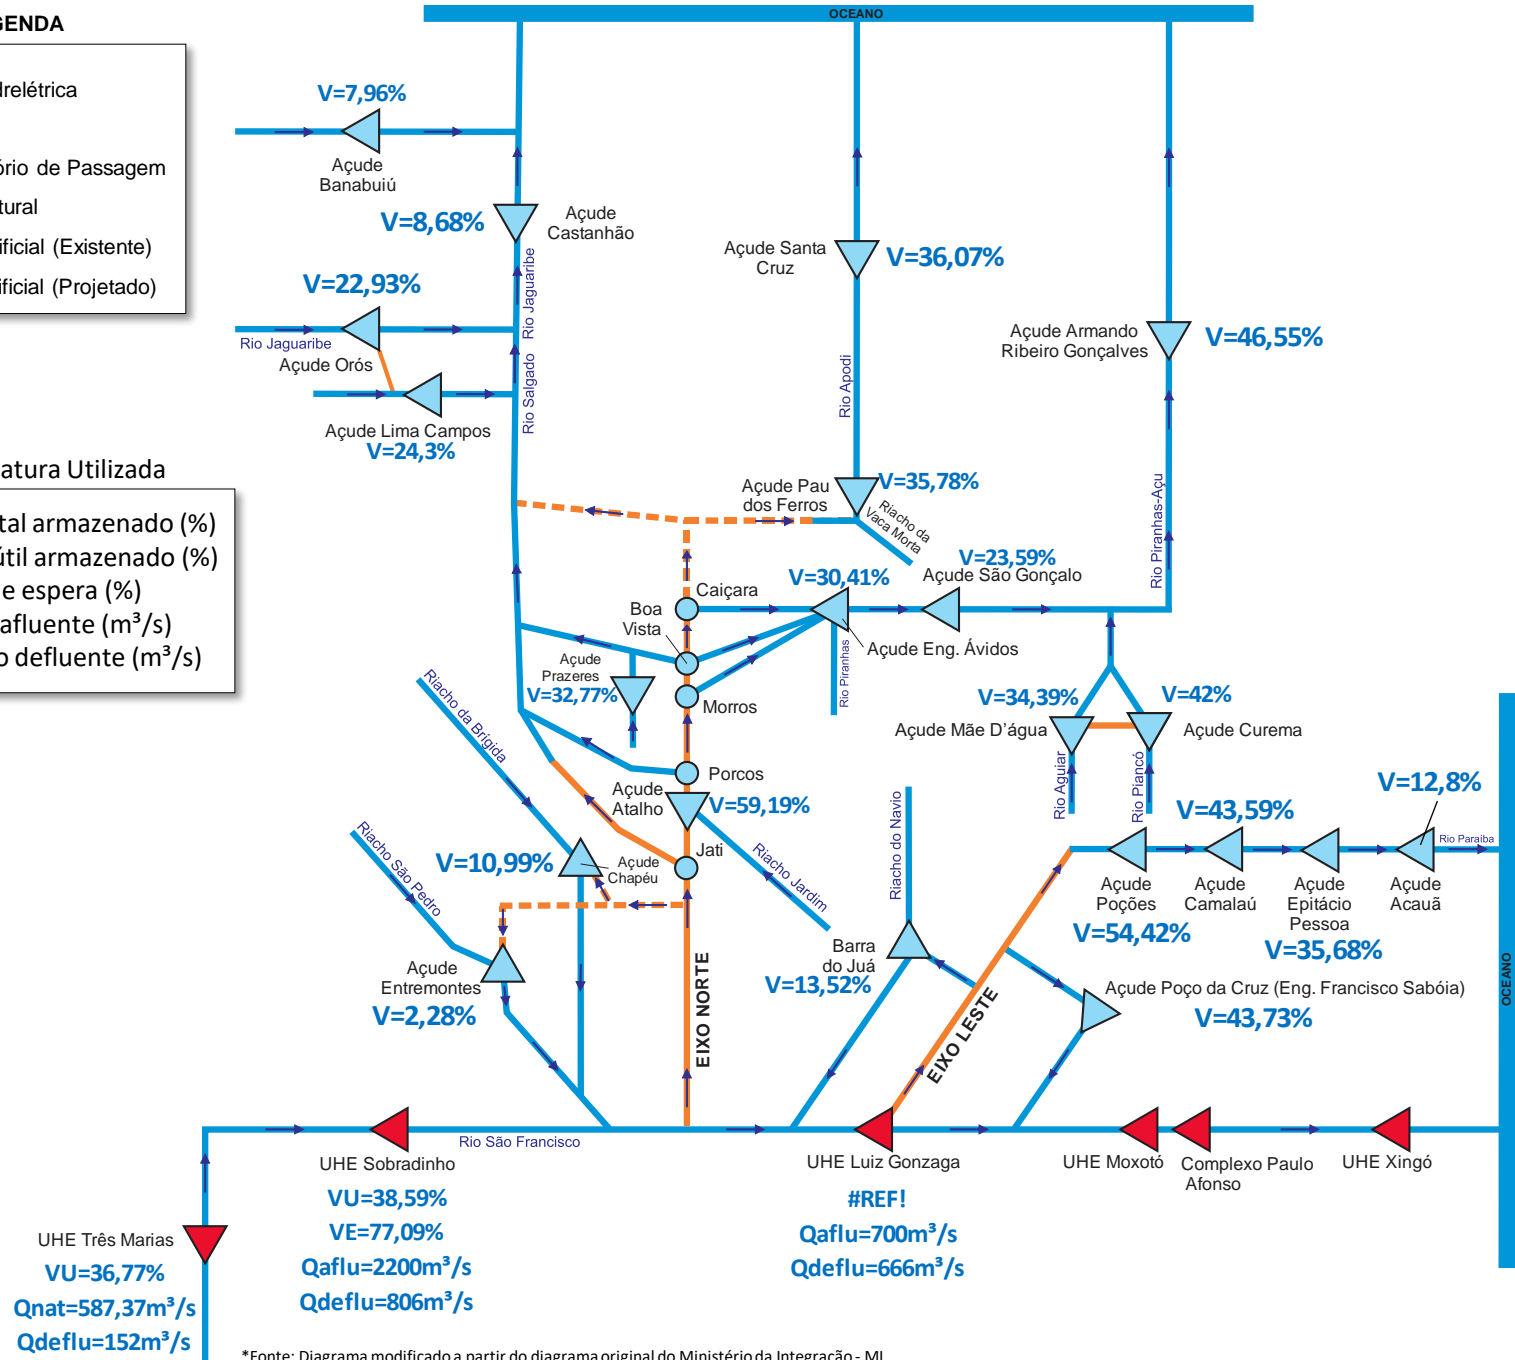 OCEANO
GENDA
drelétrica
ório de Passagem
tural
ificial (Existente)
ificial (Projetado)
V=7,96%
Açude
Banabuiú
V=8,68%
Açude
Castanhão
V=22,93%
Rio Jaguaribe
Açude Orós
Rio Jaguaribe
Rio Salgado
Açude Lima Campos
V=24,3%
Açude Santa
Cruz
V=36,07%
Rio Apodi
Açude Armando
Ribeiro Gonçalves
V=46,55%
Rio Piranhas-Açu
atura Utilizada
tal armazenado (%)
útil armazenado (%)
e espera (%)
afluente (m³/s)
o defluente (m³/s)
Açude Pau
dos Ferros
V=35,78%
Riacho da
Vaca Morta
V=23,59%
Açude São Gonçalo
V=30,41%
Caiçara
Boa
Vista
Açude Eng. Ávidos
Rio Piranhas
Açude
Prazeres
V=32,77%
Morros
Riacho da Brígida
V=34,39%
Açude Mãe D'água
V=42%
Açude Curema
Rio Aguiar
Rio Piancó
Porcos
Açude
Atalho
V=59,19%
Jati
Riacho Jardim
Riacho do Navio
V=12,8%
V=43,59%
Rio Paraíba
Riacho São Pedro
V=10,99%
Açude
Chapéu
Açude
Poções
V=54,42%
Açude
Camalaú
Açude
Epitácio
Pessoa
V=35,68%
Açude
Acauã
Açude
Entremontes
V=2,28%
EIXO NORTE
Barra
do Juá
V=13,52%
EIXO LESTE
Açude Poço da Cruz (Eng. Francisco Sabóia)
V=43,73%
OCEANO
Rio São Francisco
UHE Sobradinho
VU=38,59%
VE=77,09%
Qaflu=2200m³/s
Qdeflu=806m³/s
UHE Luiz Gonzaga
#REF!
Qaflu=700m³/s
Qdeflu=666m³/s
UHE Moxotó
Complexo Paulo
Afonso
UHE Xingó
UHE Três Marias
VU=36,77%
Qnat=587,37m³/s
Qdeflu=152m³/s
*Fonte: Diagrama modificado a partir do diagrama original do Ministério da Integração - MI